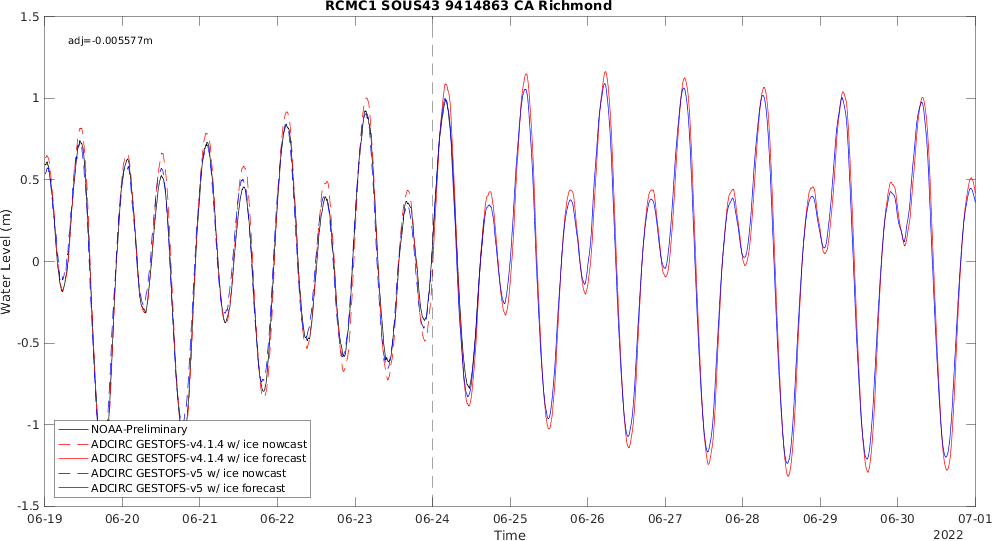 RCMC1 SOUS43 9414863 CA Richmond
adj=-0.005577m
1.5
1
0.5
0
-0.5
-1
-1.5
Water Level (m)
NOAA-Preliminary
ADCIRC GESTOFS-v4.1.4 w/ ice nowcast
ADCIRC GESTOFS-v4.1.4 w/ ice forecast
ADCIRC GESTOFS-v5 w/ ice nowcast
ADCIRC GESTOFS-v5 w/ ice forecast
06-19 06-20 06-21 06-22 06-23 06-24 06-25 06-26 06-27 06-28 06-29 06-30 07-01
Time
2022